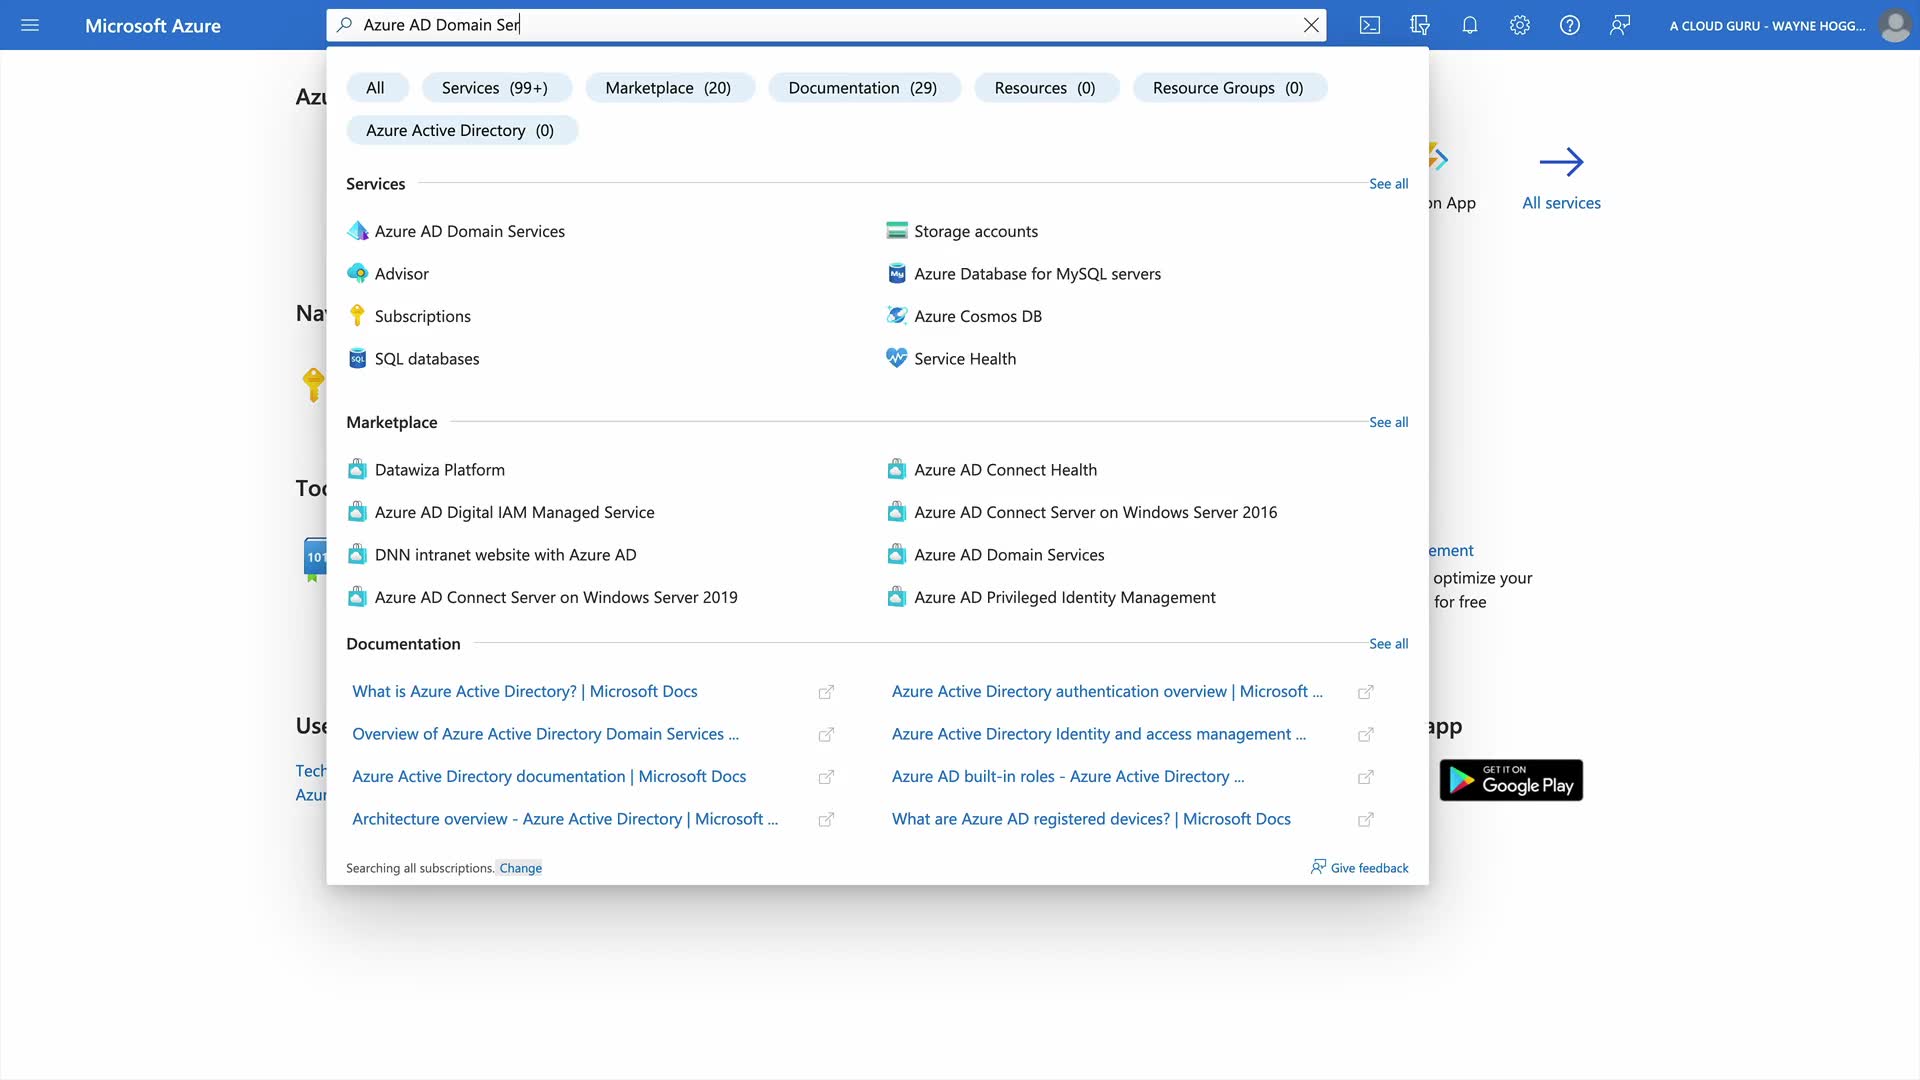 Microsoft Azure
Azure AD Domain Ser
A CLOUD GURU - WAYNE HOGG...
All
Services (99+)
Marketplace (20)
Documentation (29)
Resources (0)
Resource Groups (0)
Azure Active Directory (0)
Services
See all
Azure AD Domain Services
Storage accounts
Advisor
Azure Database for MySQL servers
Subscriptions
Azure Cosmos DB
SQL databases
Service Health
Marketplace
See all
Datawiza Platform
Azure AD Connect Health
Azure AD Digital IAM Managed Service
Azure AD Connect Server on Windows Server 2016
DNN intranet website with Azure AD
Azure AD Domain Services
Azure AD Connect Server on Windows Server 2019
Azure AD Privileged Identity Management
Documentation
See all
What is Azure Active Directory? | Microsoft Docs
Azure Active Directory authentication overview | Microsoft ...
Overview of Azure Active Directory Domain Services ...
Azure Active Directory Identity and access management ...
Azure Active Directory documentation | Microsoft Docs
Azure AD built-in roles - Azure Active Directory ...
Architecture overview - Azure Active Directory | Microsoft ...
What are Azure AD registered devices? | Microsoft Docs
Searching all subscriptions. Change
Give feedback
Azu
on App
All services
Nav
Too
101
ement
optimize your
for free
Use
app
Tech
Azur
GET IT ON
Google Play